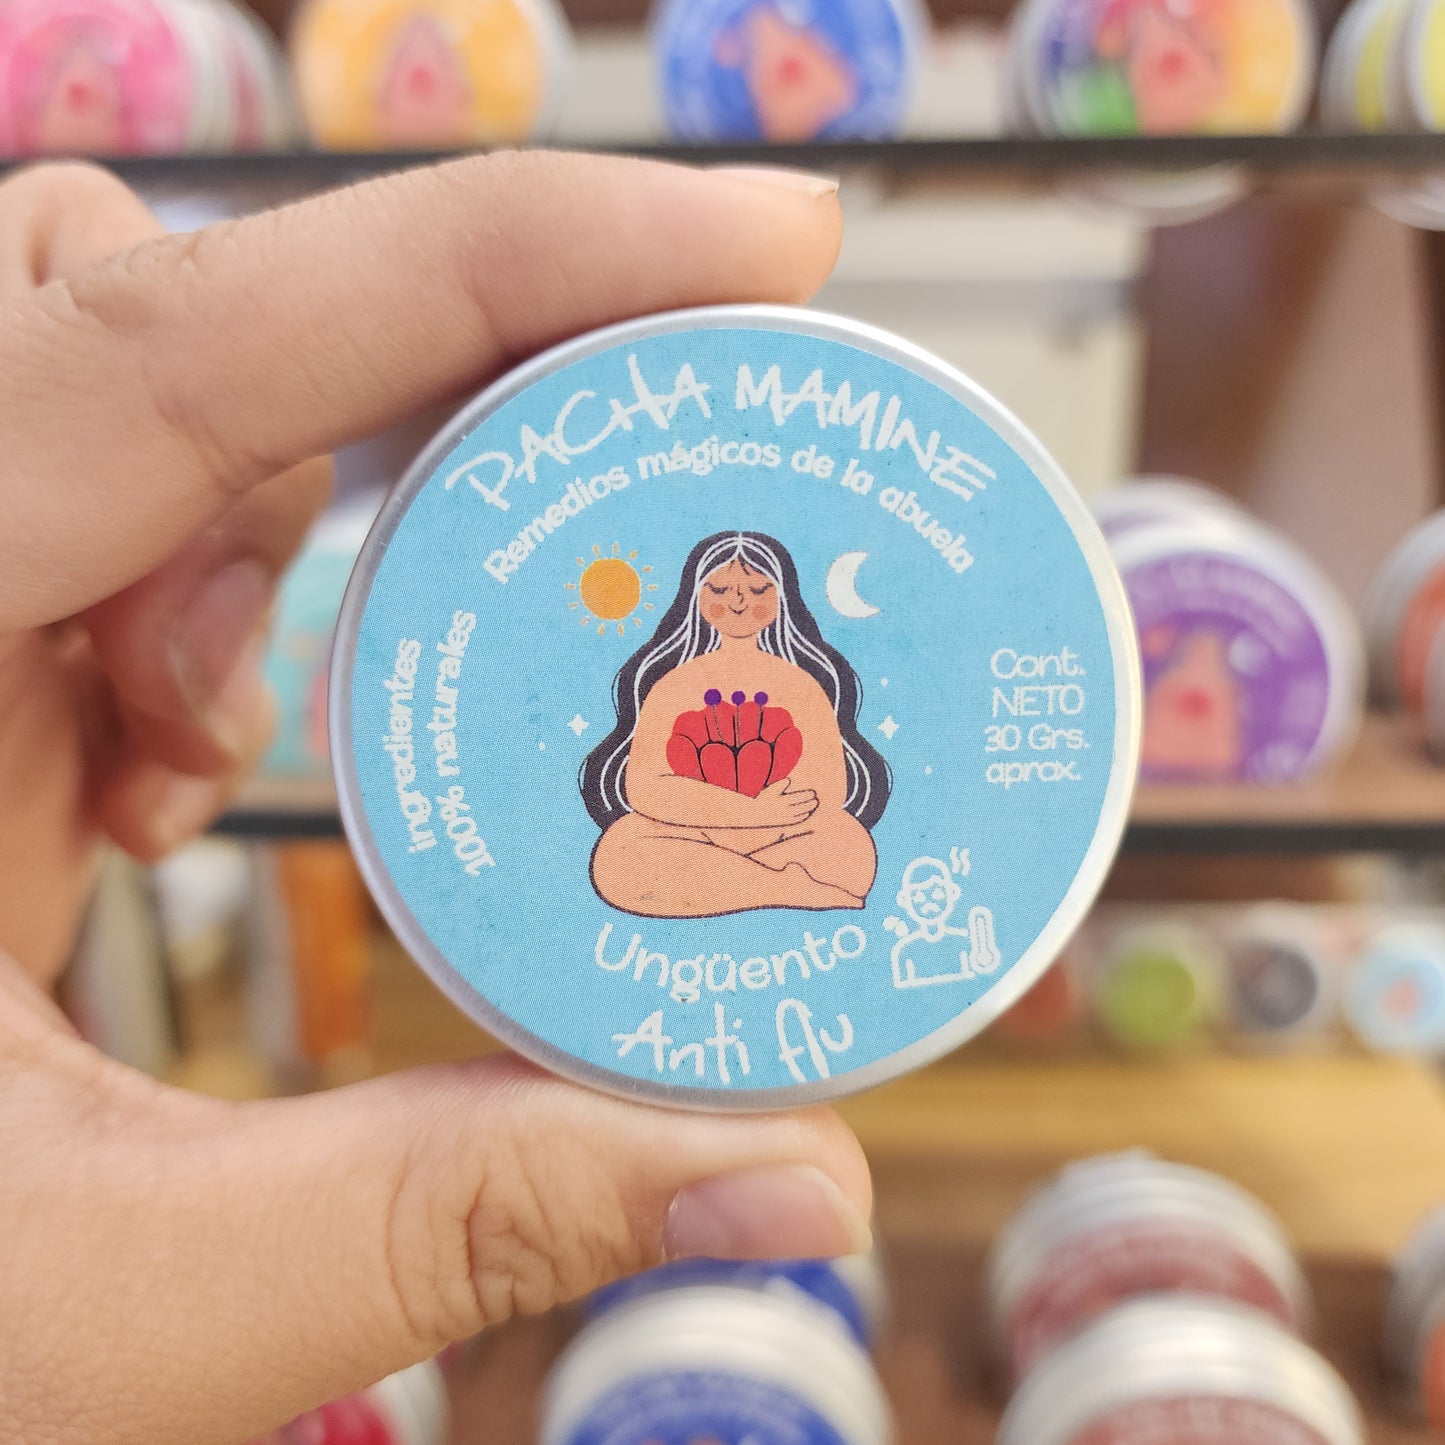 PACHA MAMINE
Remedios mágicos de la abuela
ingredientes
100% naturales
Cont.
NETO
30 Grs.
aprox.
Ungüento
Anti flu